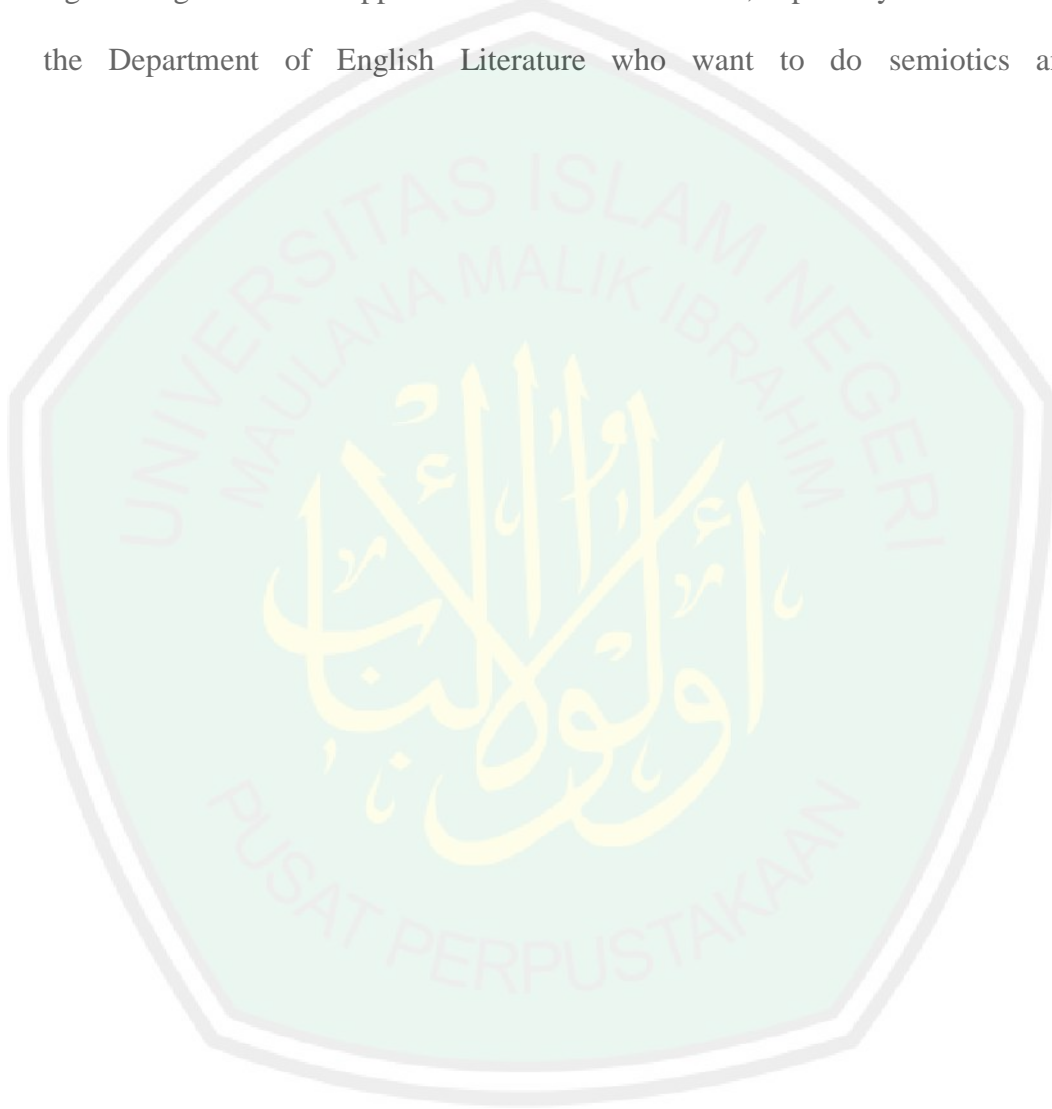 the Department of English Literature who want to do semiotics
UNIVERSITAS ISLAM NEGERI
MAULANA MALIK IBRAHIM
أولوا الألباب
PUSAT PERPUSTAKAAN